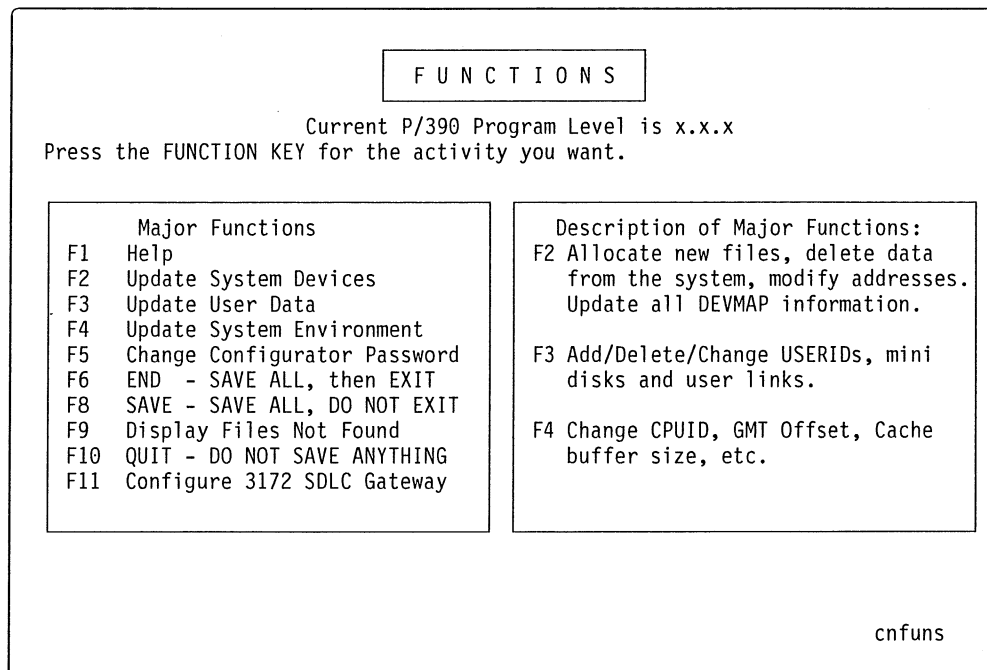 F U N C T I O N S
Current P/390 Program Level is x.x.x
Press the FUNCTION KEY for the activity you want.
Major Functions
F1 Help
F2 Update System Devices
F3 Update User Data
F4 Update System Environment
F5 Change Configurator Password
F6 END - SAVE ALL, then EXIT
F8 SAVE - SAVE ALL, DO NOT EXIT
F9 Display Files Not Found
F10 QUIT - DO NOT SAVE ANYTHING
F11 Configure 3172 SDLC Gateway
Description of Major Functions:
F2 Allocate new files, delete data
from the system, modify addresses.
Update all DEVMAP information.
F3 Add/Delete/Change USERIDs, mini
disks and user links.
F4 Change CPUID, GMT Offset, Cache
buffer size, etc.
cnfuns